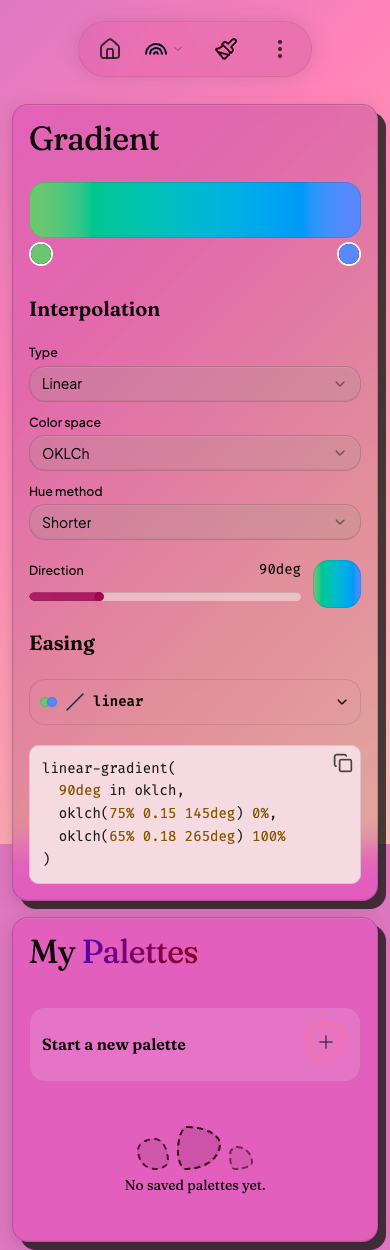 Gradient
Interpolation
Type
Linear
Color space
OKLCh
Hue method
Shorter
Direction
90deg
Easing
linear
linear-gradient(
  90deg in oklch,
  oklch(75% 0.15 145deg) 0%,
  oklch(65% 0.18 265deg) 100%
)
My Palettes
Start a new palette
No saved palettes yet.